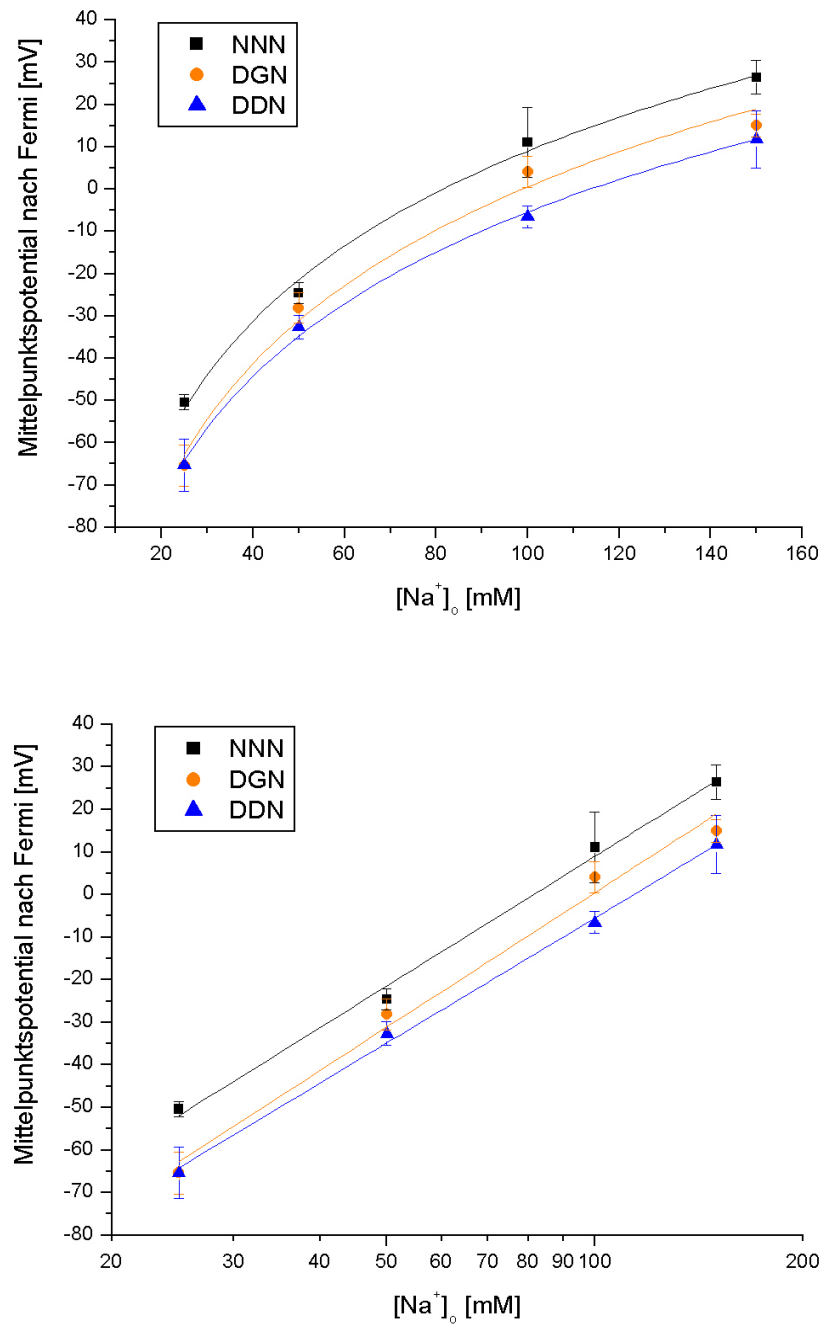 NNN
DGN
DDN
Mittelpunktspotential nach Fermi [mV]
40
30
20
10
0
-10
-20
-30
-40
-50
-60
-70
-80
20 40 60 80 100 120 140 160
[Na⁺]ₒ [mM]
NNN
DGN
DDN
Mittelpunktspotential nach Fermi [mV]
40
30
20
10
0
-10
-20
-30
-40
-50
-60
-70
-80
20 30 40 50 60 70 80 90 100 200
[Na⁺]ₒ [mM]